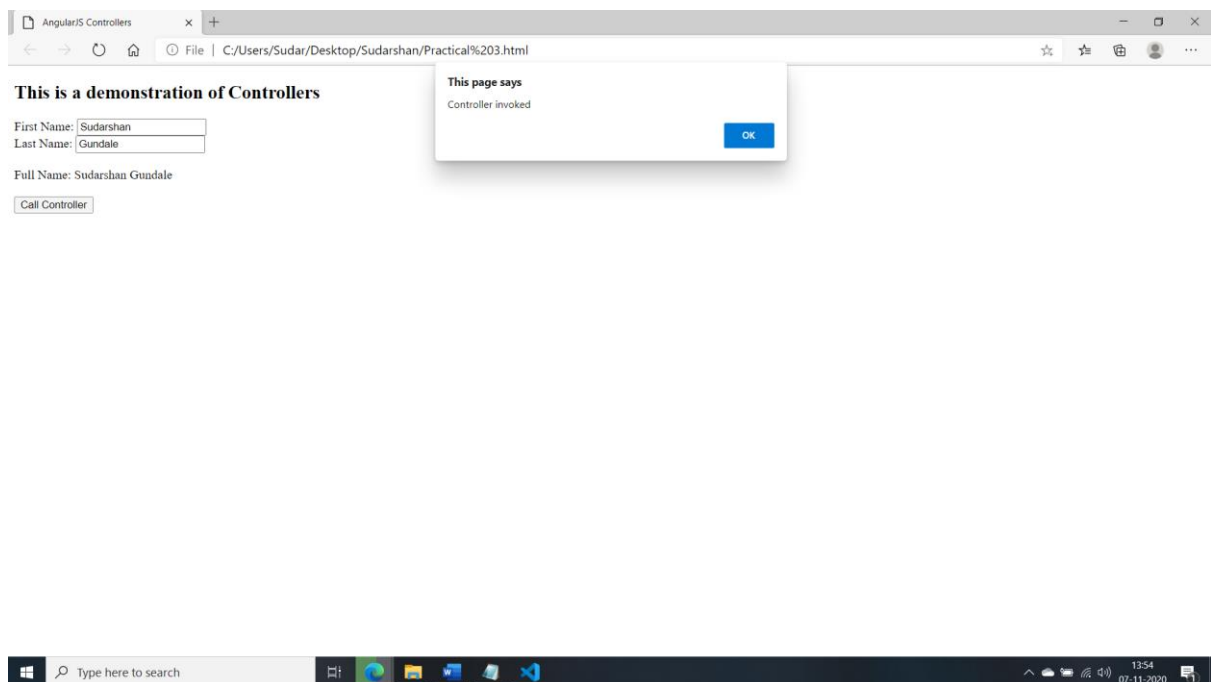 AngularJS Controllers
File | C:/Users/Sudar/Desktop/Sudarshan/Practical%203.html
This page says
Controller invoked
OK
This is a demonstration of Controllers
First Name: Sudarshan
Last Name: Gundale
Full Name: Sudarshan Gundale
Call Controller
Type here to search
13:54
07-11-2020